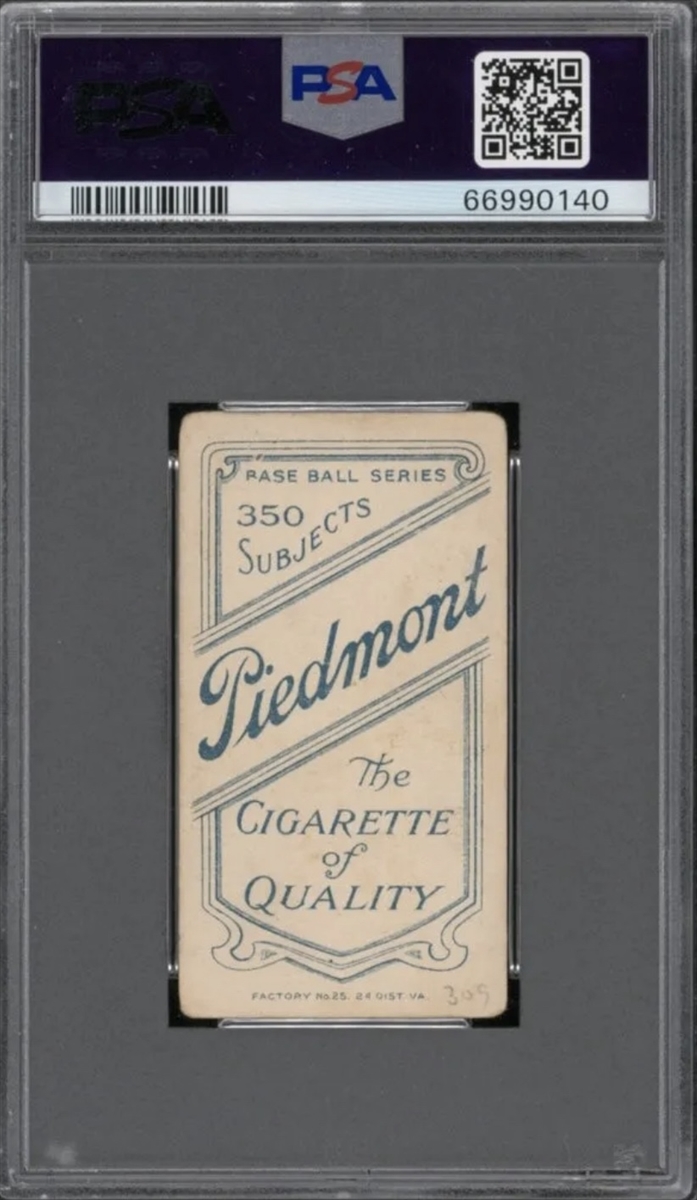 PSA
PSA
66990140
BASE BALL SERIES
350
SUBJECTS
Piedmont
The
CIGARETTE
of
QUALITY
FACTORY No. 25, 2d DIST. VA.
309